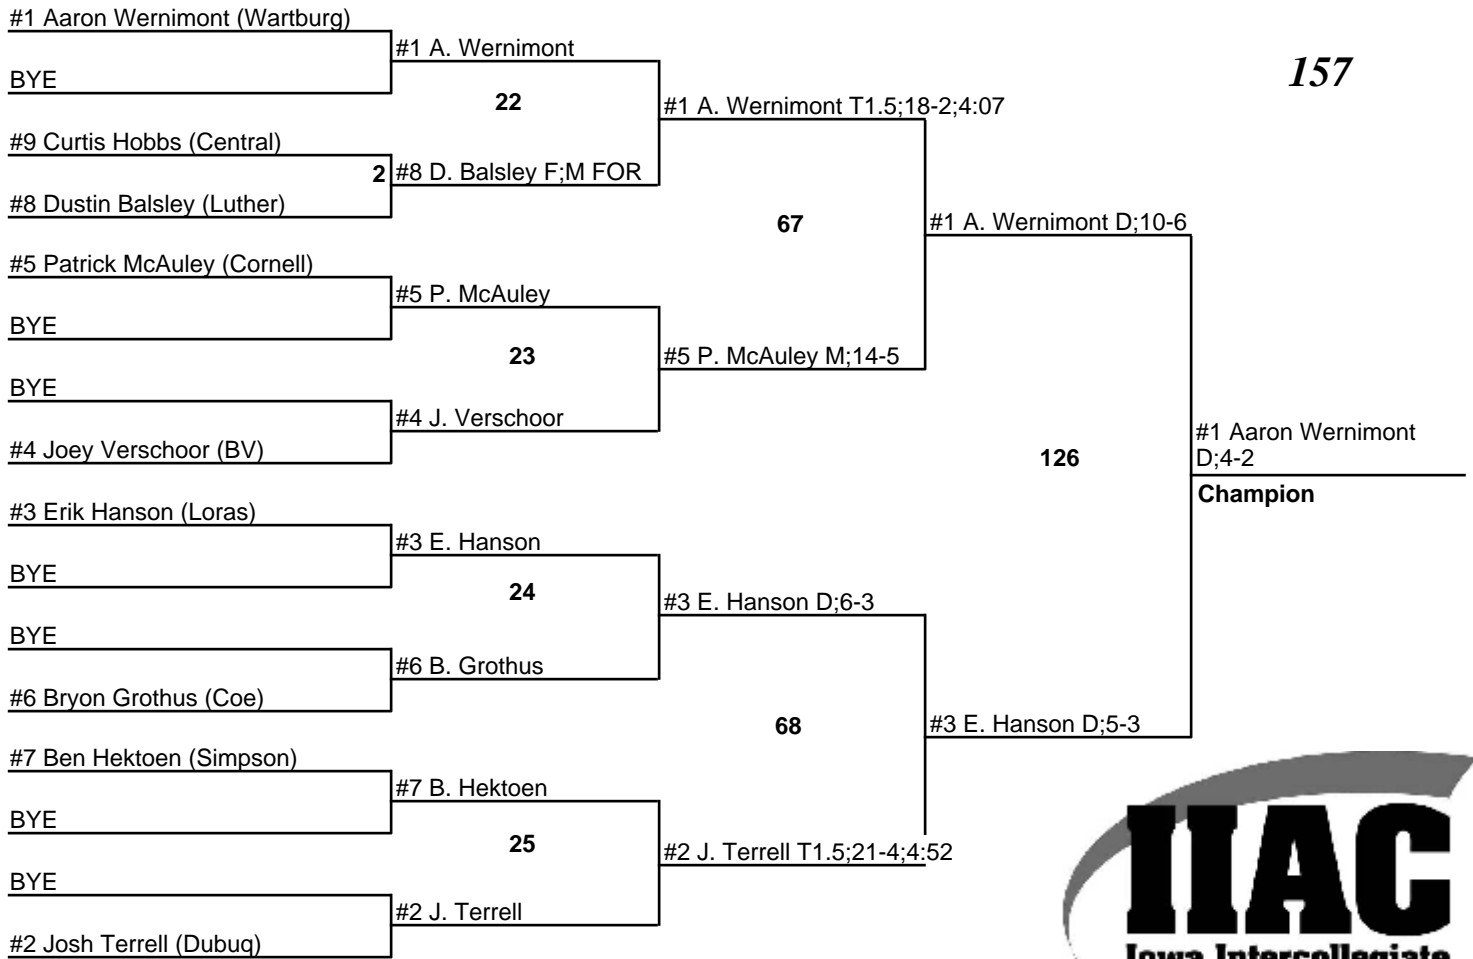 #1 Aaron Wernimont (Wartburg)
BYE
#9 Curtis Hobbs (Central)
#8 Dustin Balsley (Luther)
#5 Patrick McAuley (Cornell)
BYE
BYE
#4 Joey Verschoor (BV)
#3 Erik Hanson (Loras)
BYE
BYE
#6 Bryon Grothus (Coe)
#7 Ben Hektoen (Simpson)
BYE
BYE
#2 Josh Terrell (Dubuq)
2
#1 A. Wernimont
22
#8 D. Balsley F;M FOR
#5 P. McAuley
23
#4 J. Verschoor
#3 E. Hanson
24
#6 B. Grothus
#7 B. Hektoen
25
#2 J. Terrell
#1 A. Wernimont T1.5;18-2;4:07
67
#5 P. McAuley M;14-5
#3 E. Hanson D;6-3
68
#2 J. Terrell T1.5;21-4;4:52
#1 A. Wernimont D;10-6
126
#3 E. Hanson D;5-3
157
#1 Aaron Wernimont
D;4-2
Champion
IIAC
Iowa Intercollegiate